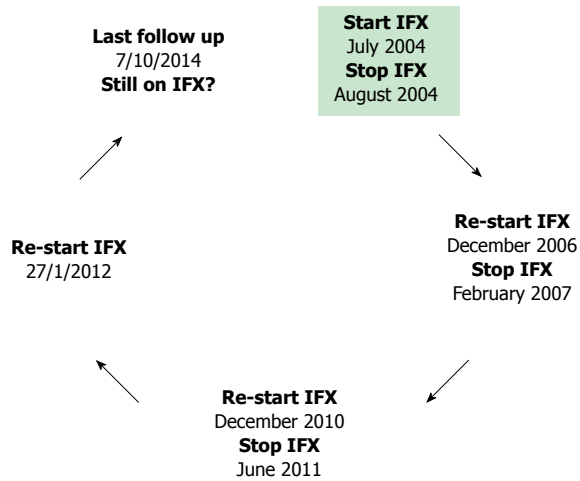 Start IFX
July 2004
Stop IFX
August 2004
Re-start IFX
December 2006
Stop IFX
February 2007
Re-start IFX
December 2010
Stop IFX
June 2011
Re-start IFX
27/1/2012
Last follow up
7/10/2014
Still on IFX?